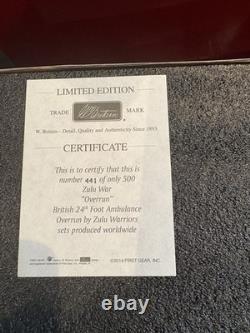 LIMITED EDITION
TRADE MARK
W. Britain – Detail, Quality and Authenticity Since 1893.
CERTIFICATE
This is to certify that this is
number 441 of only 500
Zulu War
"Overrun"
British 24th Foot Ambulance
Overrun by Zulu Warriors
sets produced worldwide
©2014 FIRST GEAR, INC.